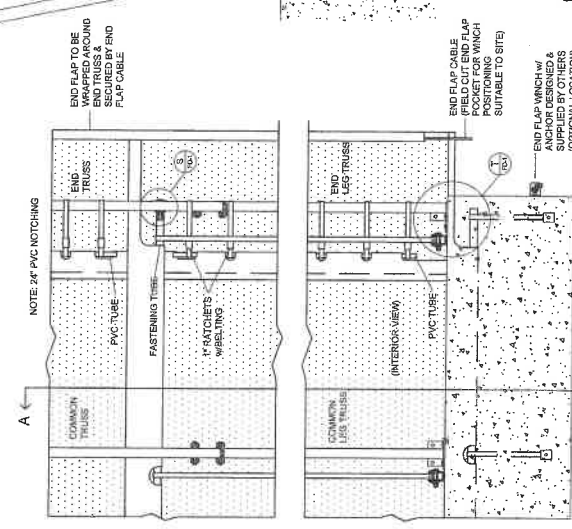 END FLAP TO BE
WRAPPED AROUND
END TRUSS &
SECURED BY END
FLAP CABLE
NOTE: 24" PVC NOTCHING
A
COMMON
TRUSS
END
TRUSS
PVC TUBE
FASTENING TUBE
1" RATCHETS
w/BELTING
S
COMMON
LEG TRUSS
END
LEG TRUSS
(INTERIOR VIEW)
PVC TUBE
T
END FLAP CABLE
(FIELD CUT END FLAP
POCKET FOR WINCH
POSITIONING
SUITABLE TO SITE)
END FLAP WINCH w/
ANCHOR DESIGNED &
SUPPLIED BY OTHERS
(OPTIONAL LOCATION)